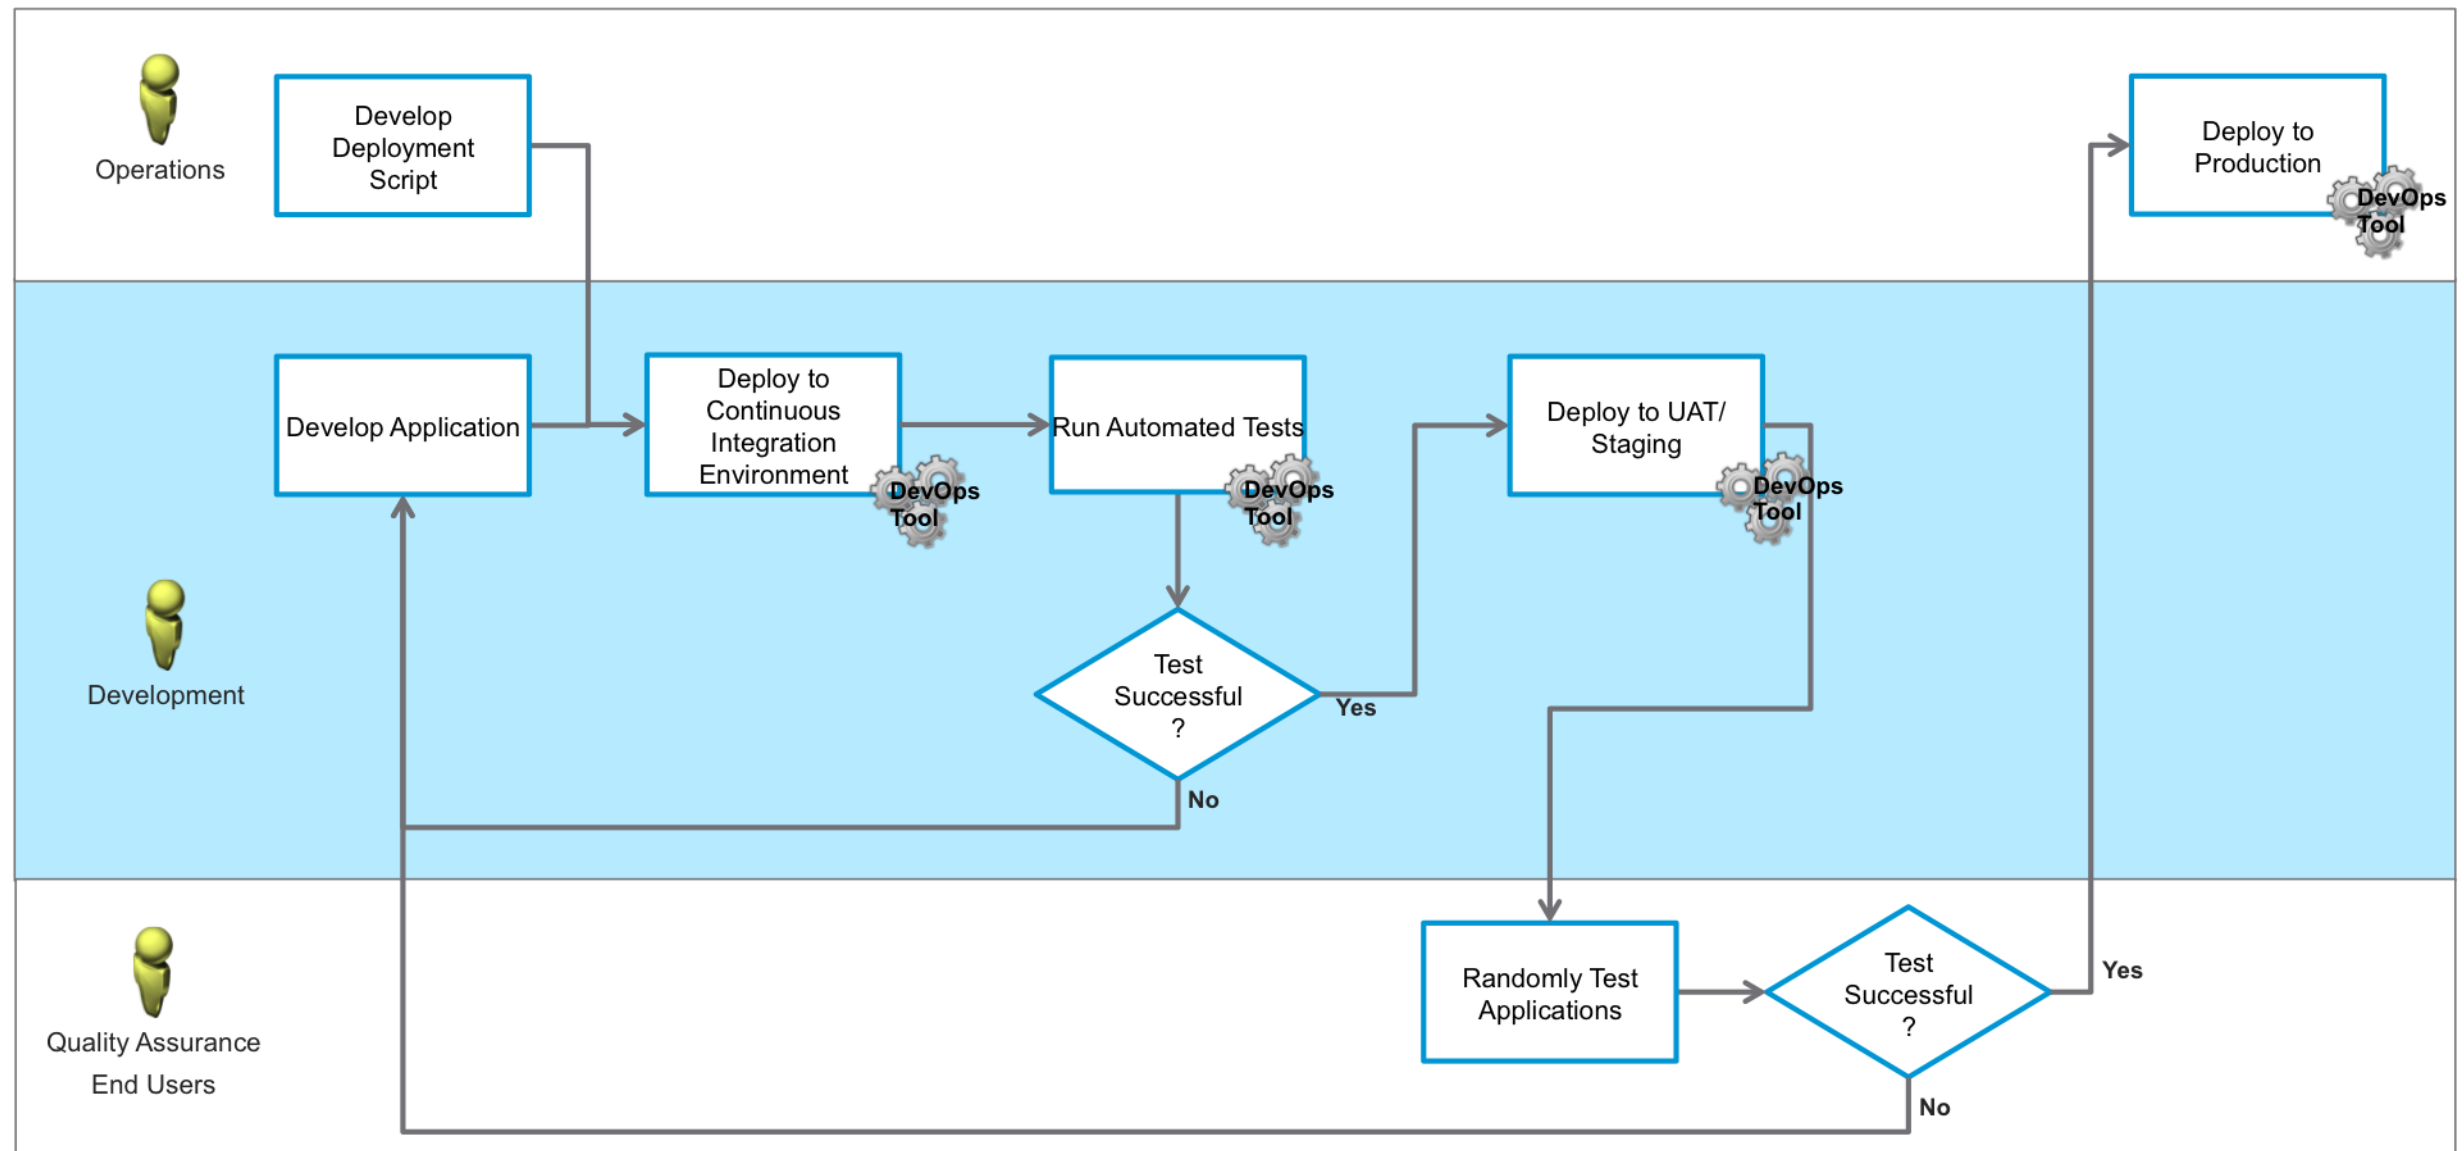 Operations
Develop
Deployment
Script
Deploy to
Production
DevOps
Tool
Development
Develop Application
Deploy to
Continuous
Integration
Environment
DevOps
Tool
Run Automated Tests
DevOps
Tool
Test
Successful
?
Yes
No
Deploy to UAT/
Staging
DevOps
Tool
Quality Assurance
End Users
Randomly Test
Applications
Test
Successful
?
Yes
No